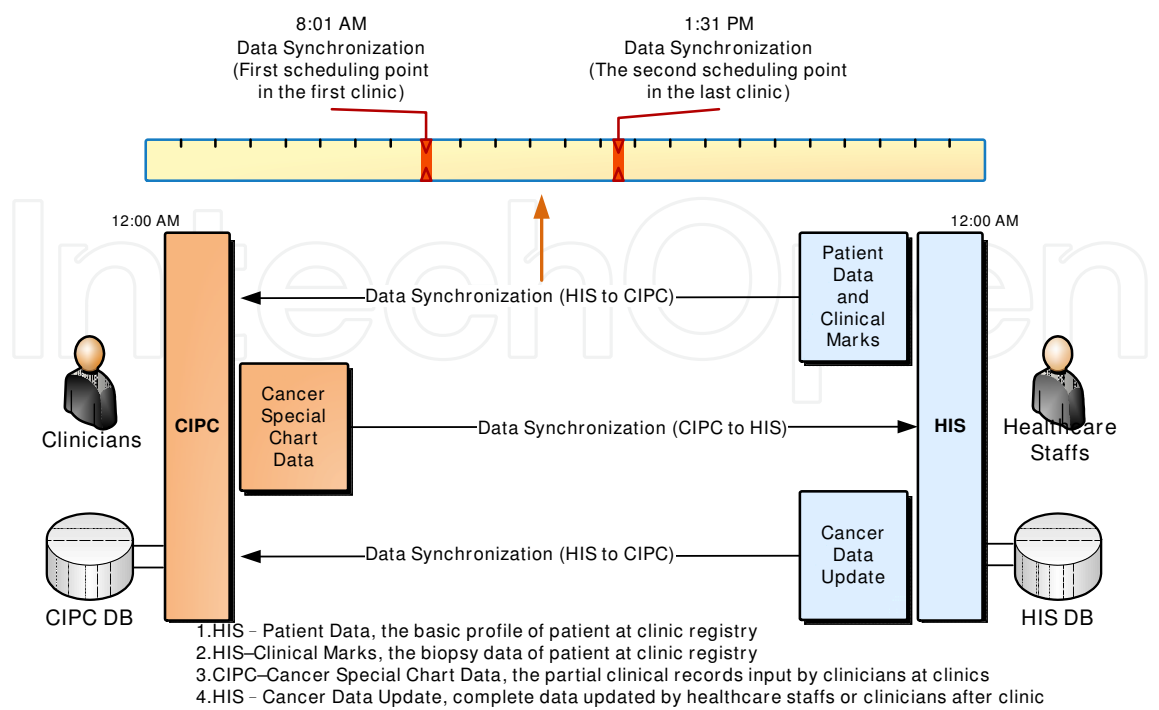 8:01 AM
Data Synchronization
(First scheduling point
in the first clinic)
1:31 PM
Data Synchronization
(The second scheduling point
in the last clinic)
12:00 AM
12:00 AM
IntechOpen
Patient
Data
and
Clinical
Marks
Data Synchronization (HIS to CIPC)
Clinicians
CIPC
Cancer
Special
Chart
Data
Data Synchronization (CIPC to HIS)
HIS
Healthcare
Staffs
Cancer
Data
Update
Data Synchronization (HIS to CIPC)
CIPC DB
HIS DB
1.HIS – Patient Data, the basic profile of patient at clinic registry
2.HIS–Clinical Marks, the biopsy data of patient at clinic registry
3.CIPC–Cancer Special Chart Data, the partial clinical records input by clinicians at clinics
4.HIS – Cancer Data Update, complete data updated by healthcare staffs or clinicians after clinic